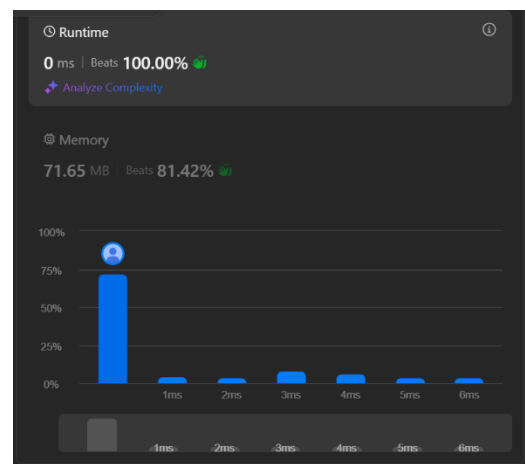 Runtime
0 ms | Beats 100.00%
Analyze Complexity
Memory
71.65 MB | Beats 81.42%
100%
75%
50%
25%
0%
1ms 2ms 3ms 4ms 5ms 6ms
1ms 2ms 3ms 4ms 5ms 6ms